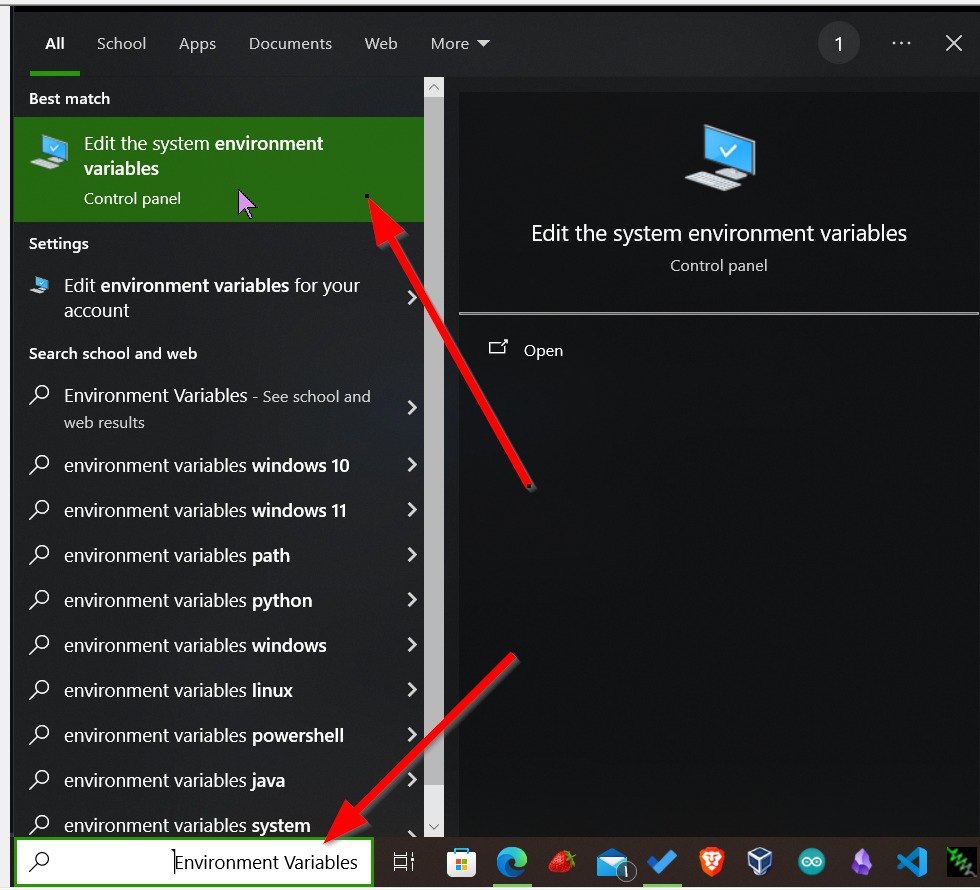 All School Apps Documents Web More 1
Best match
Edit the system environment
variables
Control panel
Settings
Edit environment variables for your
account
Search school and web
Environment Variables - See school and
web results
environment variables windows 10
environment variables windows 11
environment variables path
environment variables python
environment variables windows
environment variables linux
environment variables powershell
environment variables java
environment variables system
Edit the system environment variables
Control panel
Open
Environment Variables
1